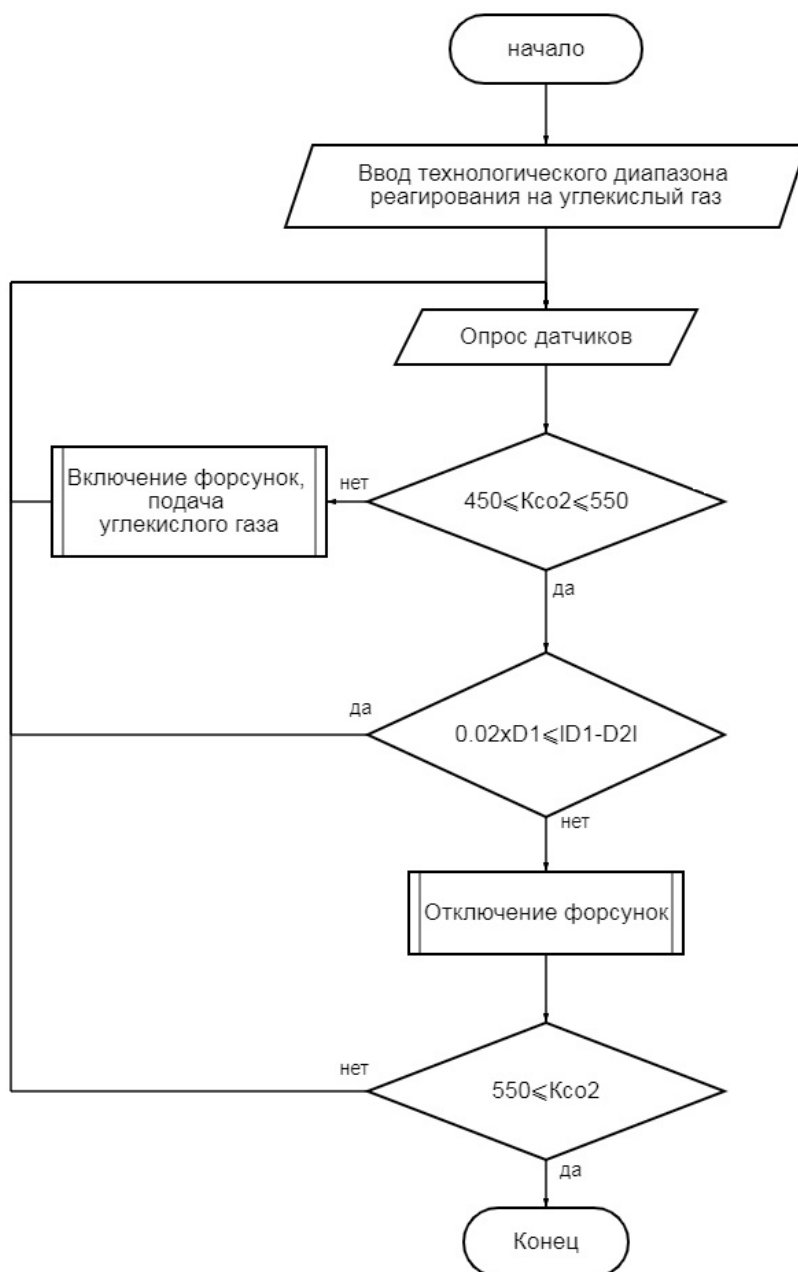 начало
Ввод технологического диапазона
реагирования на углекислый газ
Опрос датчиков
Включение форсунок,
подача
углекислого газа
нет
450⩽Kco2⩽550
да
да
0.02xD1⩽ID1-D2I
нет
Отключение форсунок
нет
550⩽Kco2
да
Конец